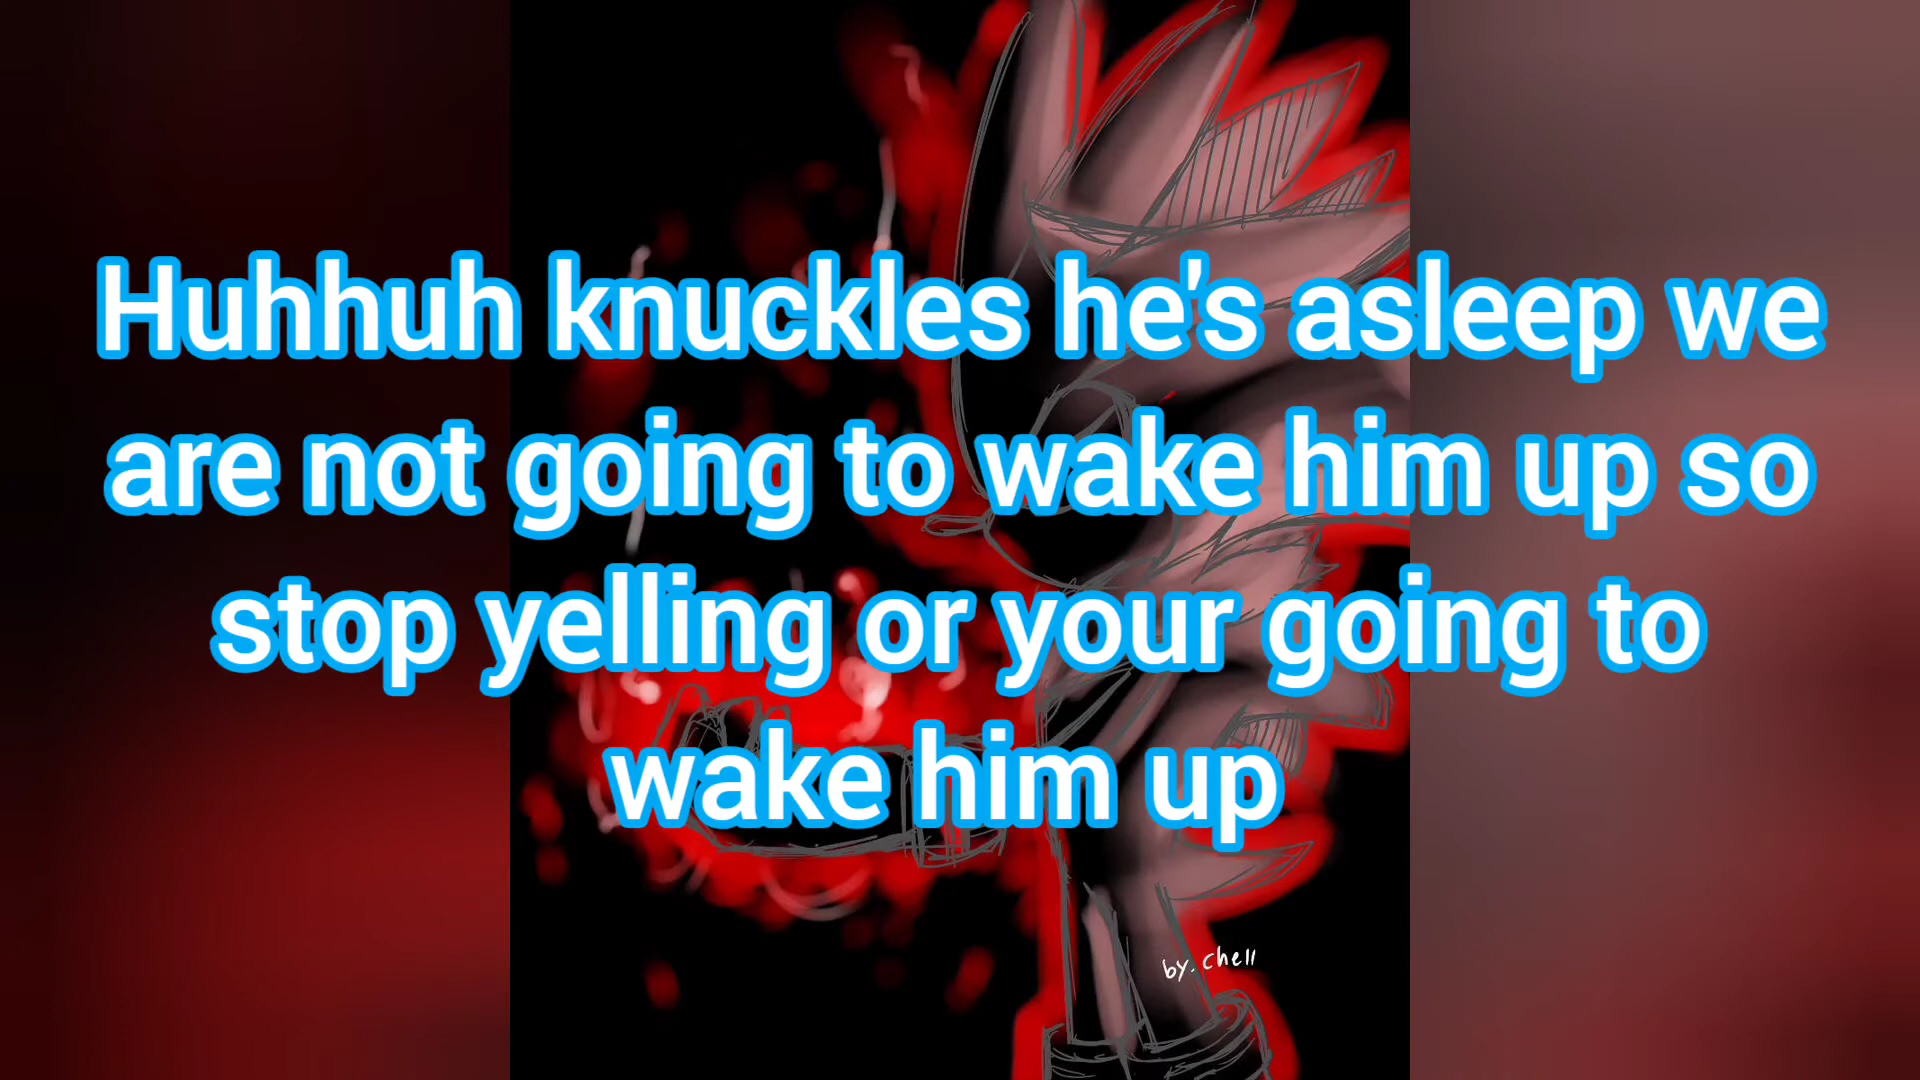 Huhhuh knuckles he's asleep we
are not going to wake him up so
stop yelling or your going to
wake him up
by. chell